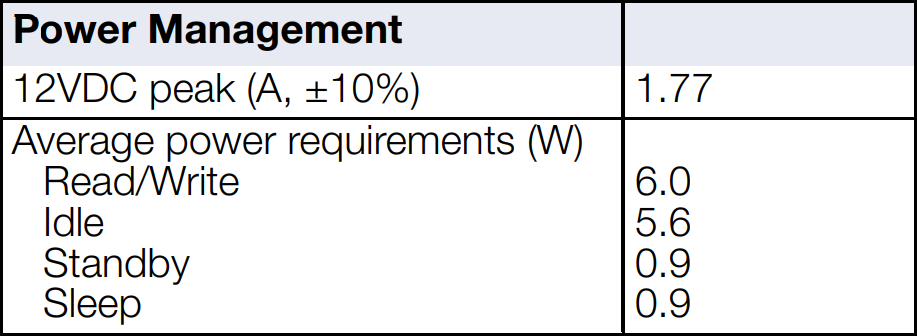 Power Management
12VDC peak (A, ±10%) 1.77
Average power requirements (W)
Read/Write 6.0
Idle 5.6
Standby 0.9
Sleep 0.9